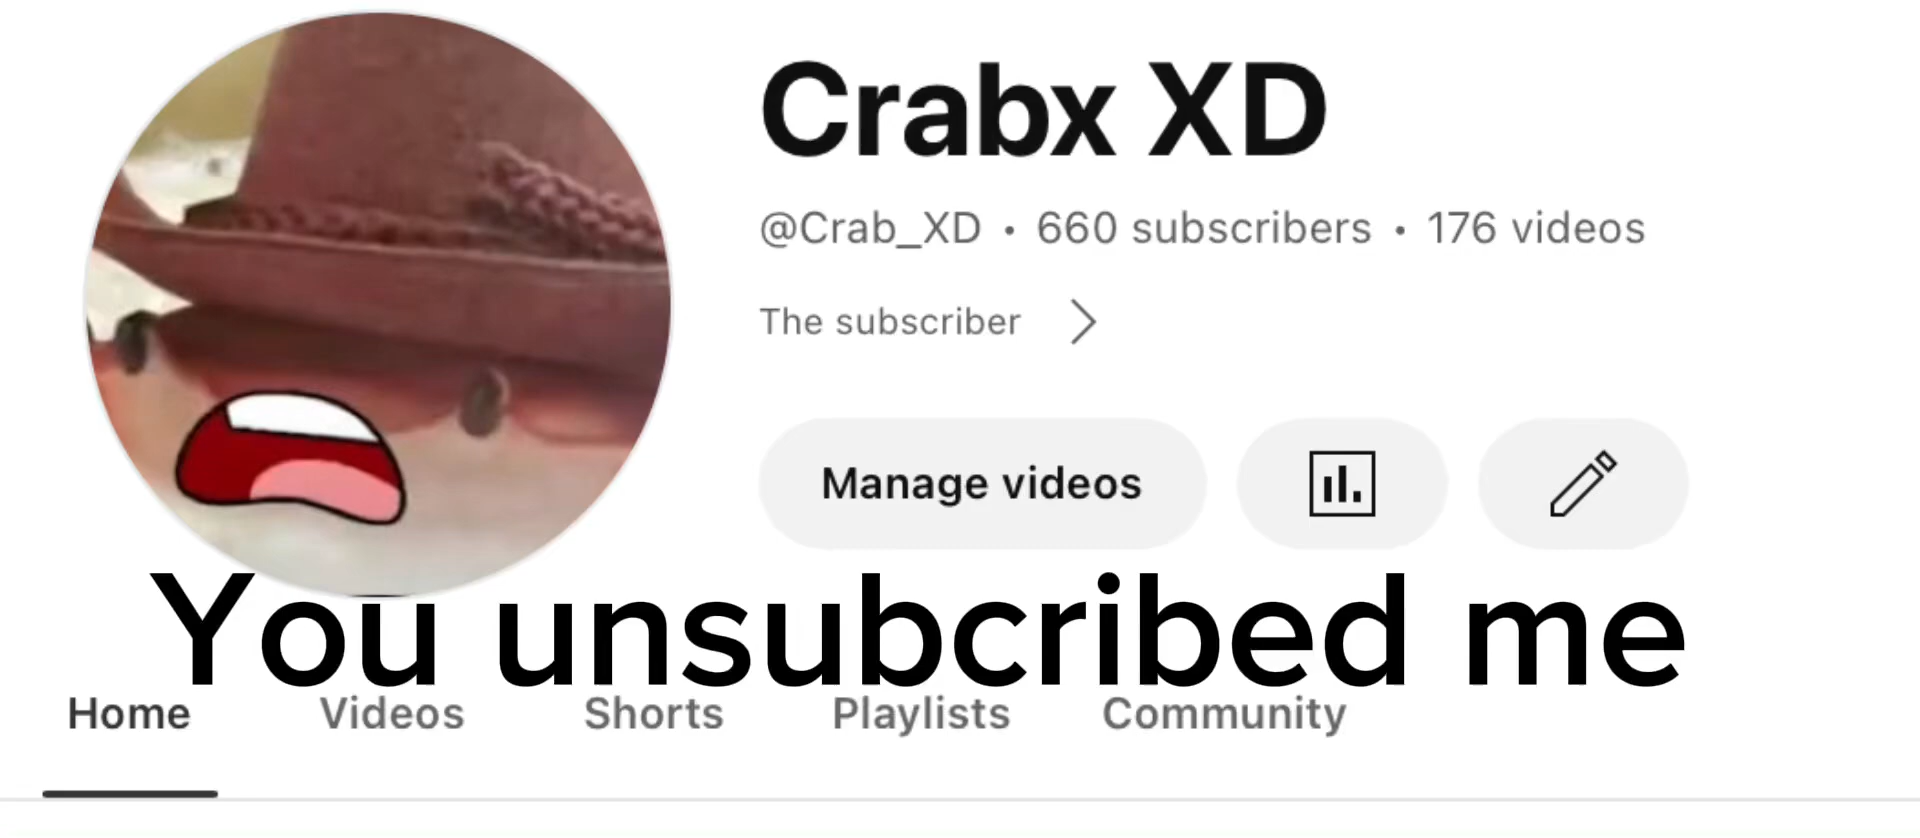 Crabx XD
@Crab_XD • 660 subscribers • 176 videos
The subscriber
Manage videos
You unsubcribed me
Home Videos Shorts Playlists Community